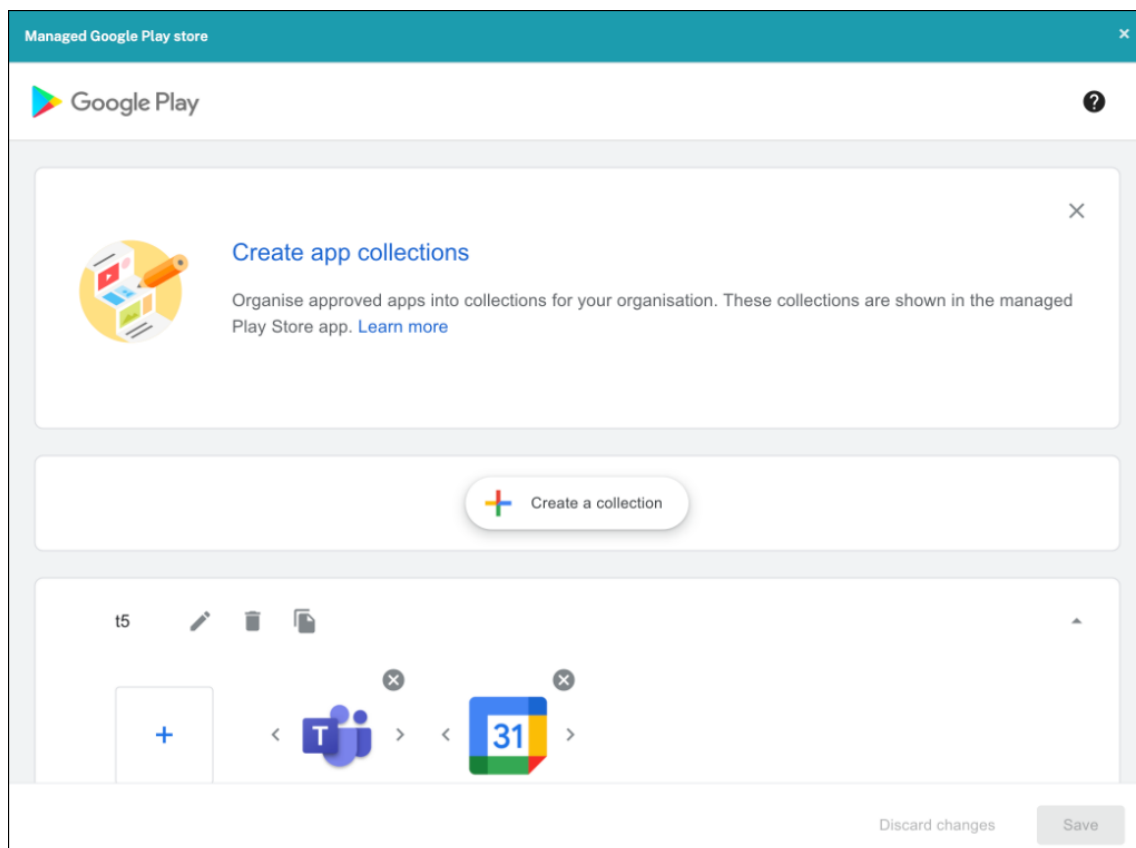 Managed Google Play store
Google Play
Create app collections
Organise approved apps into collections for your organisation. These collections are shown in the managed
Play Store app. Learn more
Create a collection
t5
T
31
Discard changes
Save